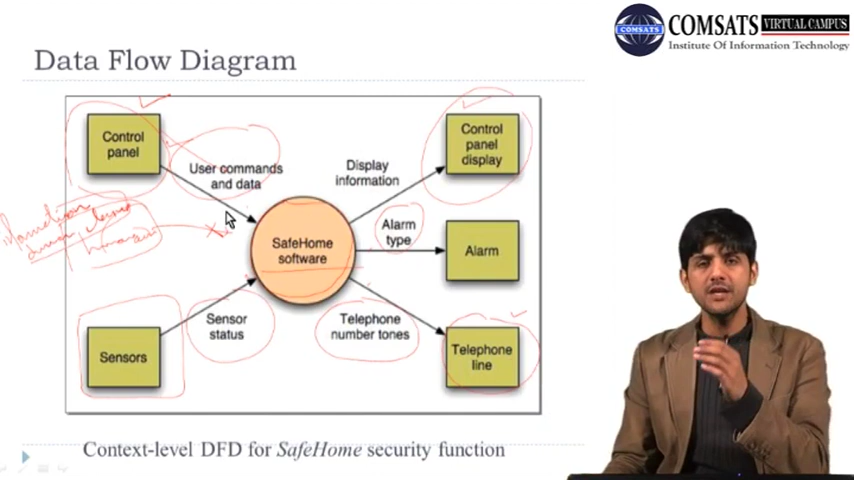 COMSATS VIRTUAL CAMPUS
Institute Of Information Technology
Data Flow Diagram
Control
panel
User commands
and data
Display
information
Control
panel
display
SafeHome
software
Alarm
type
Alarm
Sensors
Sensor
status
Telephone
number tones
Telephone
line
Context-level DFD for SafeHome security function